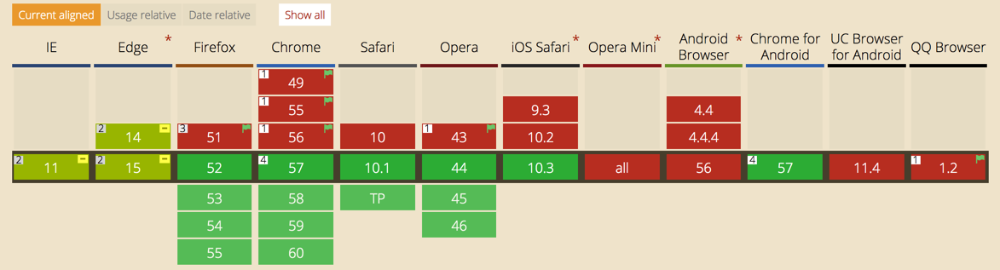 Current aligned Usage relative Date relative Show all
IE Edge * Firefox Chrome Safari Opera iOS Safari * Opera Mini * Android Browser * Chrome for Android UC Browser for Android QQ Browser
1 49
1 55 9.3 4.4
2 14 3 51 1 56 10 1 43 10.2 4.4.4
2 11 2 15 52 4 57 10.1 44 10.3 all 56 4 57 11.4 1 1.2
53 58 TP 45
54 59 46
55 60